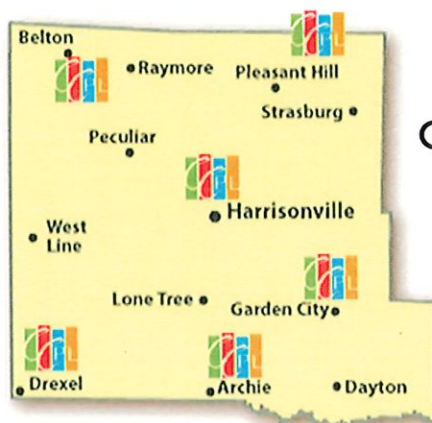 Belton
Raymore
Pleasant Hill
Strasburg
Peculiar
Harrisonville
West
Line
Lone Tree
Garden City
Drexel
Archie
Dayton